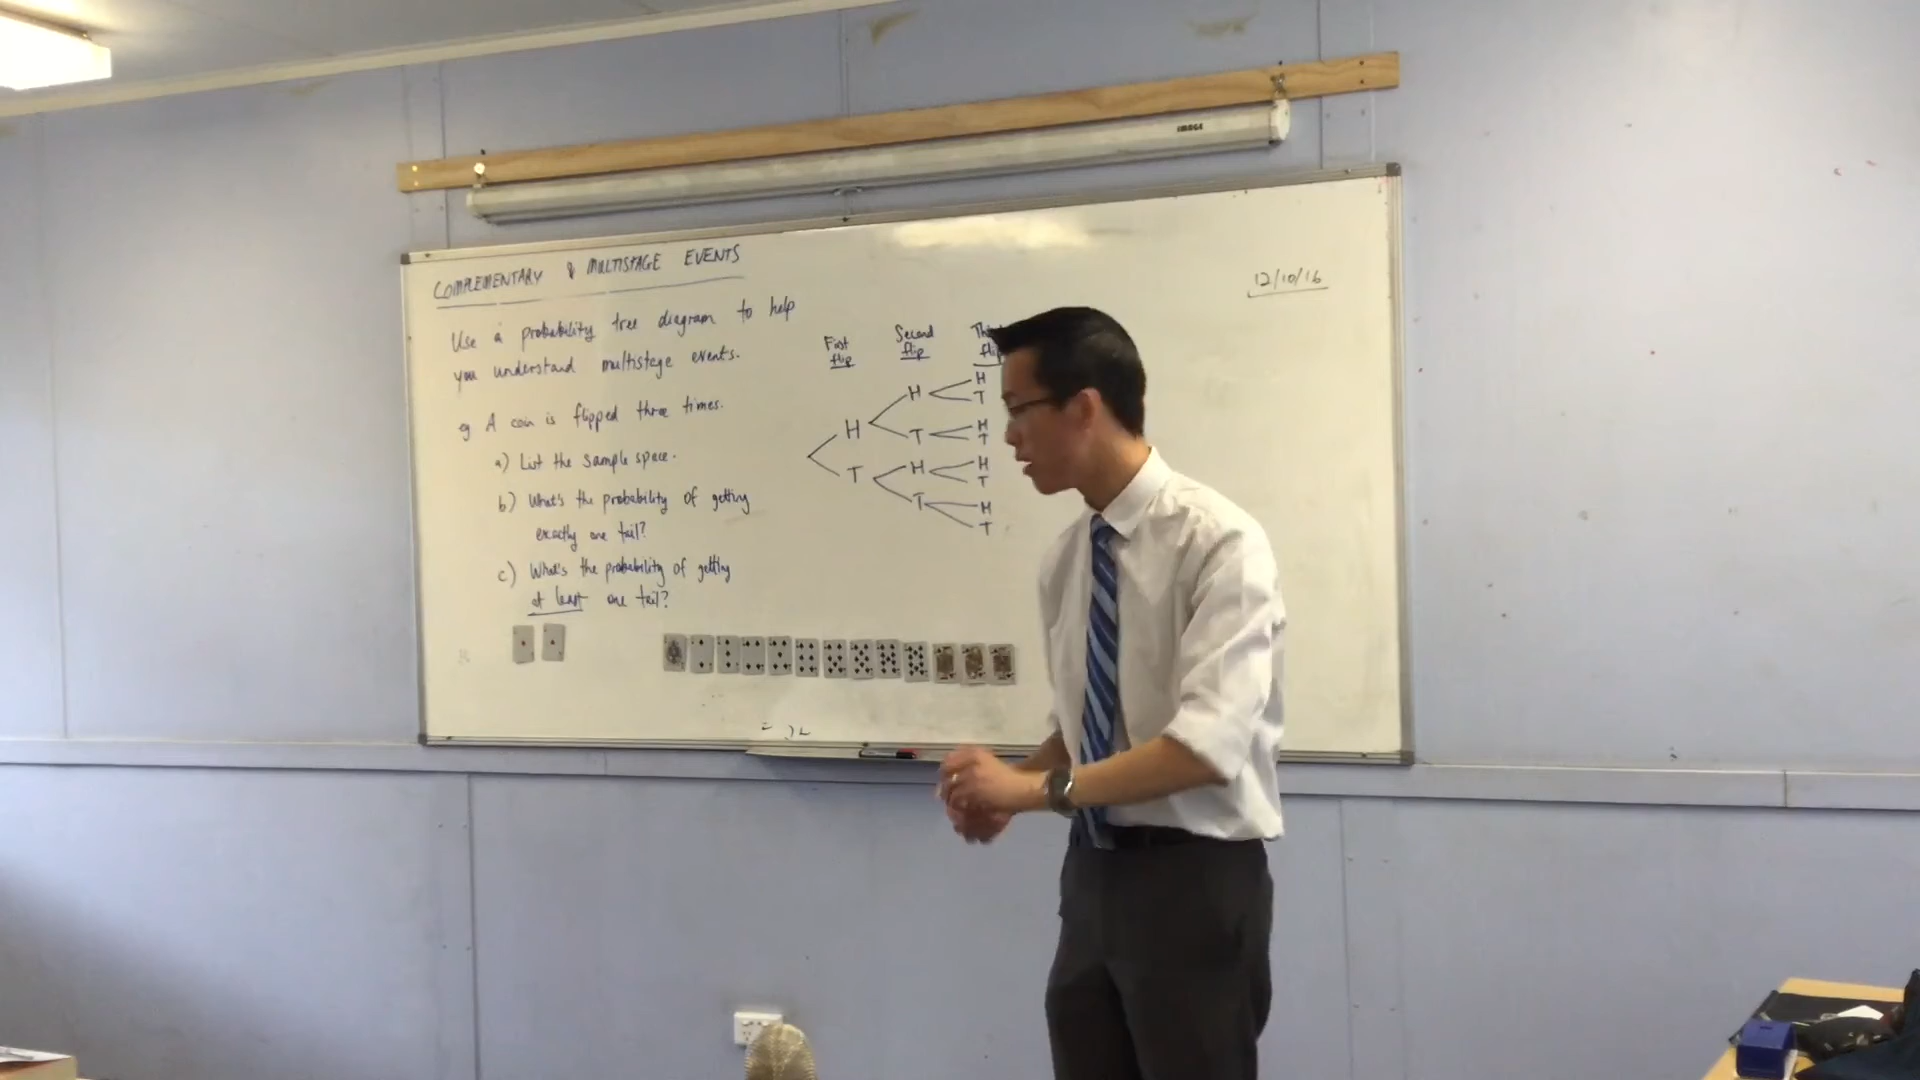 IMAGE
COMPLEMENTARY & MULTISTAGE EVENTS
12/10/16
Use a probability tree diagram to help
you understand multistage events.
eg A coin is flipped three times.
a) List the sample space.
b) What's the probability of getting
exactly one tail?
c) What's the probability of getting
at least one tail?
First flip
Second flip
H
T
H
T
H
T
H
T
H
T
H
T
H
T